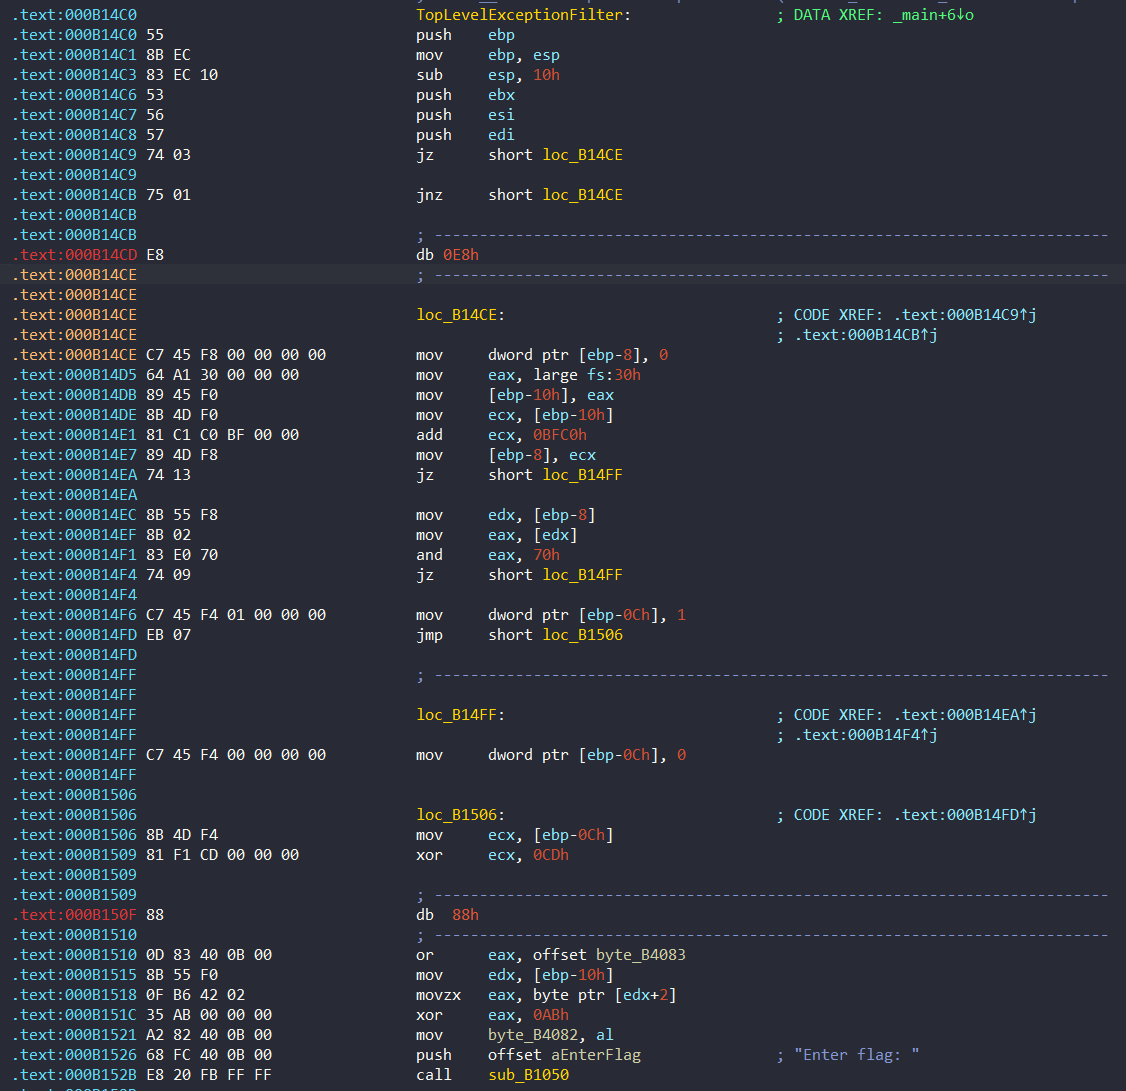 .text:000B14C0 TopLevelExceptionFilter: ; DATA XREF: _main+6↓o
.text:000B14C0 55 push ebp
.text:000B14C1 8B EC mov ebp, esp
.text:000B14C3 83 EC 10 sub esp, 10h
.text:000B14C6 53 push ebx
.text:000B14C7 56 push esi
.text:000B14C8 57 push edi
.text:000B14C9 74 03 jz short loc_B14CE
.text:000B14C9
.text:000B14CB 75 01 jnz short loc_B14CE
.text:000B14CB
.text:000B14CB ; ---------------------------------------------------------------------------
.text:000B14CD E8 db 0E8h
.text:000B14CE ; ---------------------------------------------------------------------------
.text:000B14CE
.text:000B14CE loc_B14CE: ; CODE XREF: .text:000B14C9↑j
.text:000B14CE ; .text:000B14CB↑j
.text:000B14CE C7 45 F8 00 00 00 00 mov dword ptr [ebp-8], 0
.text:000B14D5 64 A1 30 00 00 00 mov eax, large fs:30h
.text:000B14DB 89 45 F0 mov [ebp-10h], eax
.text:000B14DE 8B 4D F0 mov ecx, [ebp-10h]
.text:000B14E1 81 C1 C0 BF 00 00 add ecx, 0BFC0h
.text:000B14E7 89 4D F8 mov [ebp-8], ecx
.text:000B14EA 74 13 jz short loc_B14FF
.text:000B14EA
.text:000B14EC 8B 55 F8 mov edx, [ebp-8]
.text:000B14EF 8B 02 mov eax, [edx]
.text:000B14F1 83 E0 70 and eax, 70h
.text:000B14F4 74 09 jz short loc_B14FF
.text:000B14F4
.text:000B14F6 C7 45 F4 01 00 00 00 mov dword ptr [ebp-0Ch], 1
.text:000B14FD EB 07 jmp short loc_B1506
.text:000B14FD
.text:000B14FF ; ---------------------------------------------------------------------------
.text:000B14FF
.text:000B14FF loc_B14FF: ; CODE XREF: .text:000B14EA↑j
.text:000B14FF ; .text:000B14F4↑j
.text:000B14FF C7 45 F4 00 00 00 00 mov dword ptr [ebp-0Ch], 0
.text:000B14FF
.text:000B1506
.text:000B1506 loc_B1506: ; CODE XREF: .text:000B14FD↑j
.text:000B1506 8B 4D F4 mov ecx, [ebp-0Ch]
.text:000B1509 81 F1 CD 00 00 00 xor ecx, 0CDh
.text:000B1509
.text:000B1509 ; ---------------------------------------------------------------------------
.text:000B150F 88 db 88h
.text:000B1510 ; ---------------------------------------------------------------------------
.text:000B1510 0D 83 40 0B 00 or eax, offset byte_B4083
.text:000B1515 8B 55 F0 mov edx, [ebp-10h]
.text:000B1518 0F B6 42 02 movzx eax, byte ptr [edx+2]
.text:000B151C 35 AB 00 00 00 xor eax, 0ABh
.text:000B1521 A2 82 40 0B 00 mov byte_B4082, al
.text:000B1526 68 FC 40 0B 00 push offset aEnterFlag ; "Enter flag: "
.text:000B152B E8 20 FB FF FF call sub_B1050